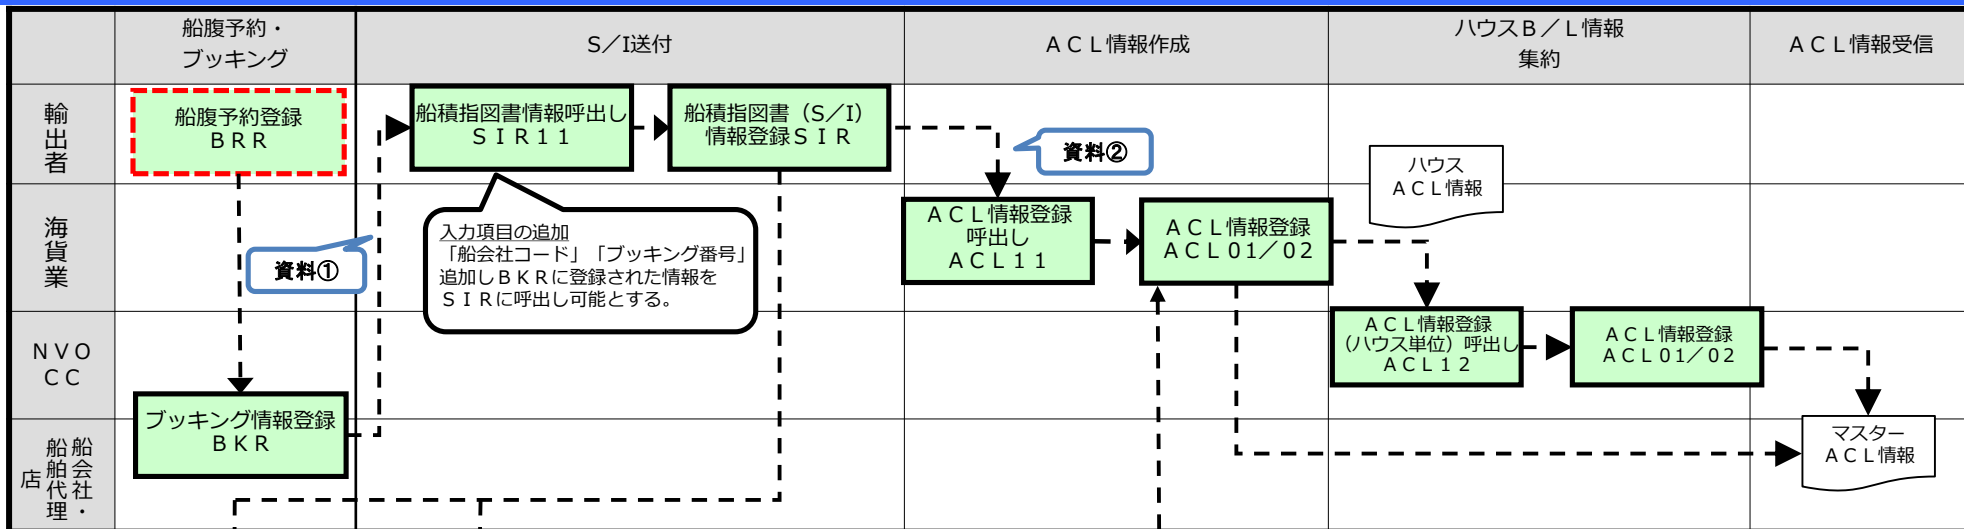 船腹予約・
ブッキング
S／I送付
ＡＣＬ情報作成
ハウスＢ／Ｌ情報
集約
ＡＣＬ情報受信
輸出者
船腹予約登録
ＢＲＲ
船積指図書情報呼出し
ＳＩＲ１１
船積指図書（S／I）
情報登録ＳＩＲ
資料②
ハウス
ＡＣＬ情報
海貨業
資料①
入力項目の追加
「船会社コード」「ブッキング番号」
追加しＢＫＲに登録された情報を
ＳＩＲに呼出し可能とする。
ＡＣＬ情報登録
呼出し
ＡＣＬ１１
ＡＣＬ情報登録
ＡＣＬ０１／０２
ＮＶＯ
ＣＣ
ＡＣＬ情報登録
（ハウス単位）呼出し
ＡＣＬ１２
ＡＣＬ情報登録
ＡＣＬ０１／０２
ブッキング情報登録
ＢＫＲ
船会社・
船舶代理
店
マスター
ＡＣＬ情報